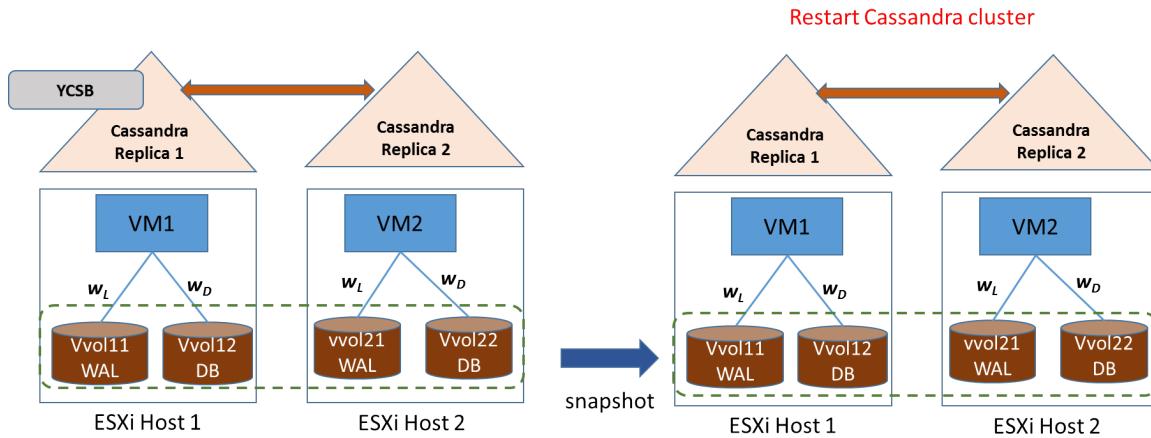 Restart Cassandra cluster
YCSB
Cassandra
Replica 1
Cassandra
Replica 2
VM1
VM2
wL
wD
wL
wD
Vvol11
WAL
Vvol12
DB
vvol21
WAL
Vvol22
DB
ESXi Host 1
ESXi Host 2
snapshot
Cassandra
Replica 1
Cassandra
Replica 2
VM1
VM2
wL
wD
wL
wD
Vvol11
WAL
Vvol12
DB
vvol21
WAL
Vvol22
DB
ESXi Host 1
ESXi Host 2